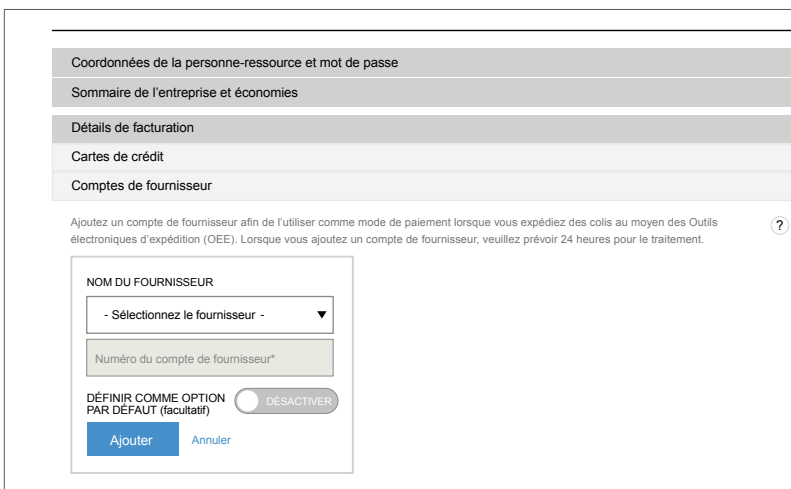 Coordonnées de la personne-ressource et mot de passe
Sommaire de l’entreprise et économies
Détails de facturation
Cartes de crédit
Comptes de fournisseur
Ajoutez un compte de fournisseur afin de l’utiliser comme mode de paiement lorsque vous expédiez des colis au moyen des Outils
électroniques d’expédition (OEE). Lorsque vous ajoutez un compte de fournisseur, veuillez prévoir 24 heures pour le traitement.
?
NOM DU FOURNISSEUR
- Sélectionnez le fournisseur -
Numéro du compte de fournisseur*
DÉFINIR COMME OPTION
PAR DÉFAUT (facultatif)
DÉSACTIVER
Ajouter
Annuler